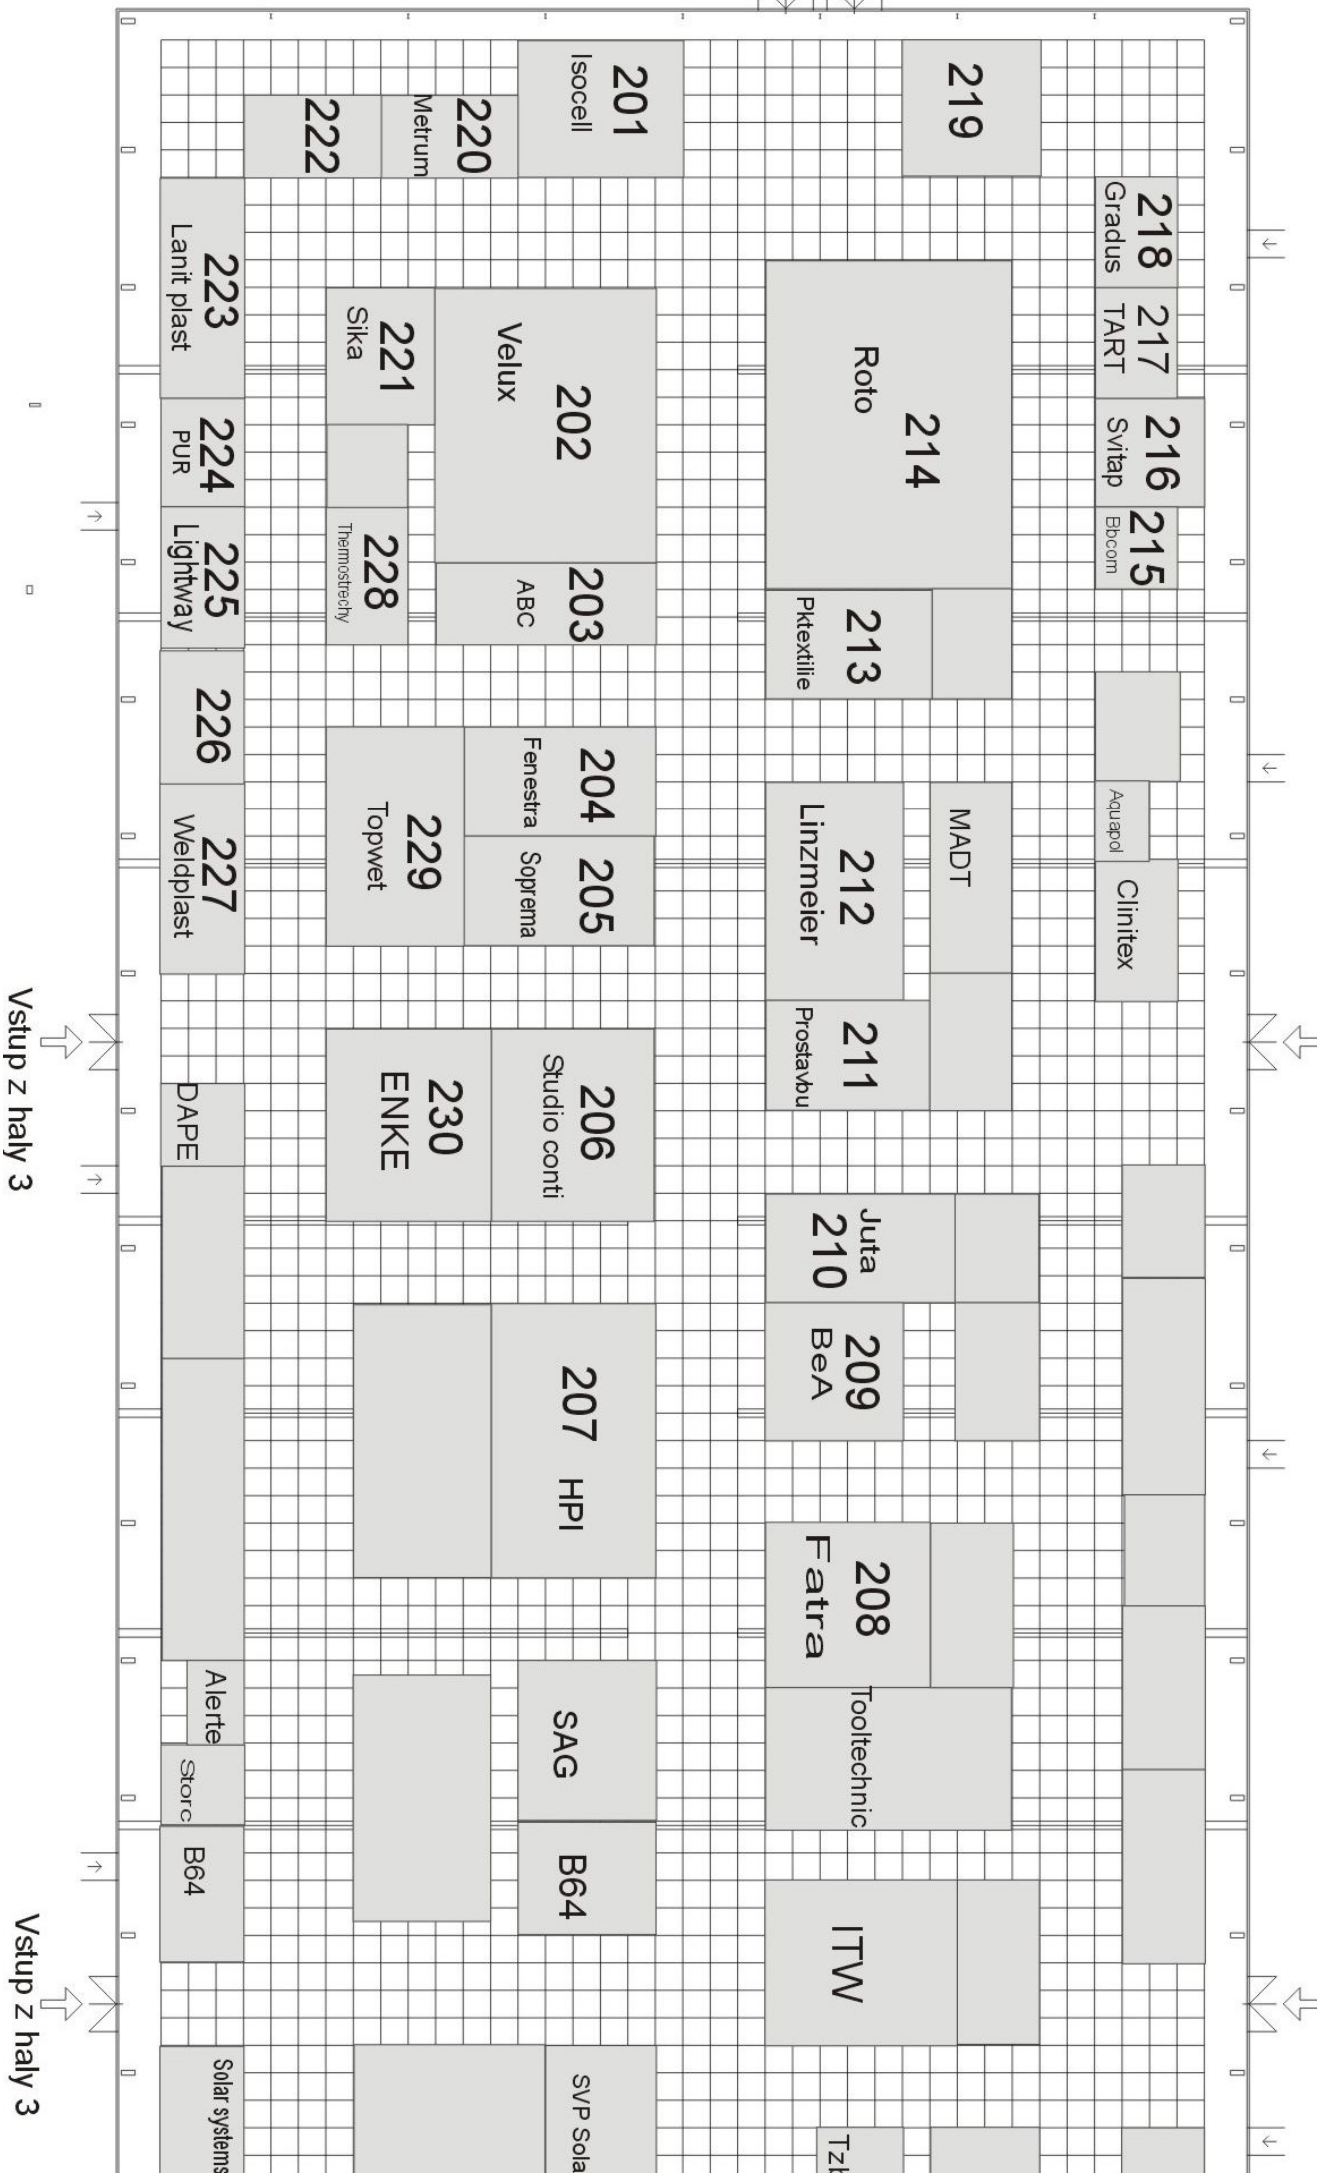 201
Isocell
219
220
Metrum
222
218
Gradus
223
Lanit plast
217
TART
221
Sika
202
Velux
214
Roto
216
Svitap
224
PUR
215
Bbcom
225
Lightway
228
Thermostrechy
203
ABC
213
Pktextilie
226
204
Fenestra
229
Topwet
205
Soprema
212
Linzmeier
MADT
Aquapol
Clinitex
227
Weldplast
211
Prostavbu
Vstup z haly 3
DAPE
230
ENKE
206
Studio conti
Juta
210
209
BeA
207
HPI
208
Fatra
Alerte
SAG
Tooltechnic
Storc
B64
B64
ITW
Vstup z haly 3
Solar systems
SVP Sola
Tzb